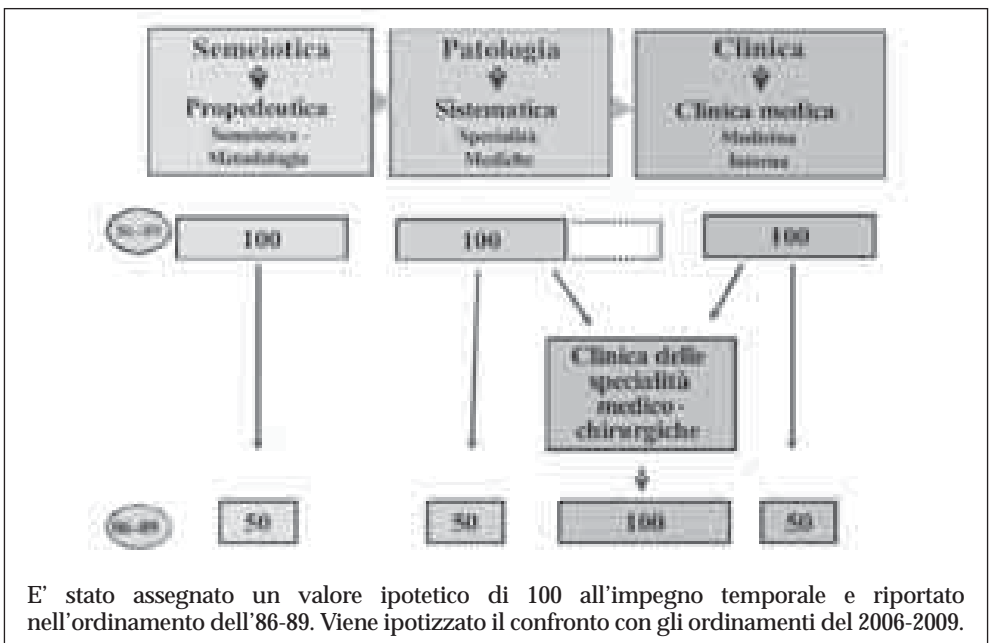 Semeiotica
Propedeutica
Semeiotica -
Metodologia
Patologia
Sistematica
Specialità
Mediche
Clinica
Clinica medica
Medicina
Interna
100
100
100
Clinica delle
specialità
medico -
chirurgiche
50
50
100
50
E' stato assegnato un valore ipotetico di 100 all'impegno temporale e riportato
nell'ordinamento dell'86-89. Viene ipotizzato il confronto con gli ordinamenti del 2006-2009.